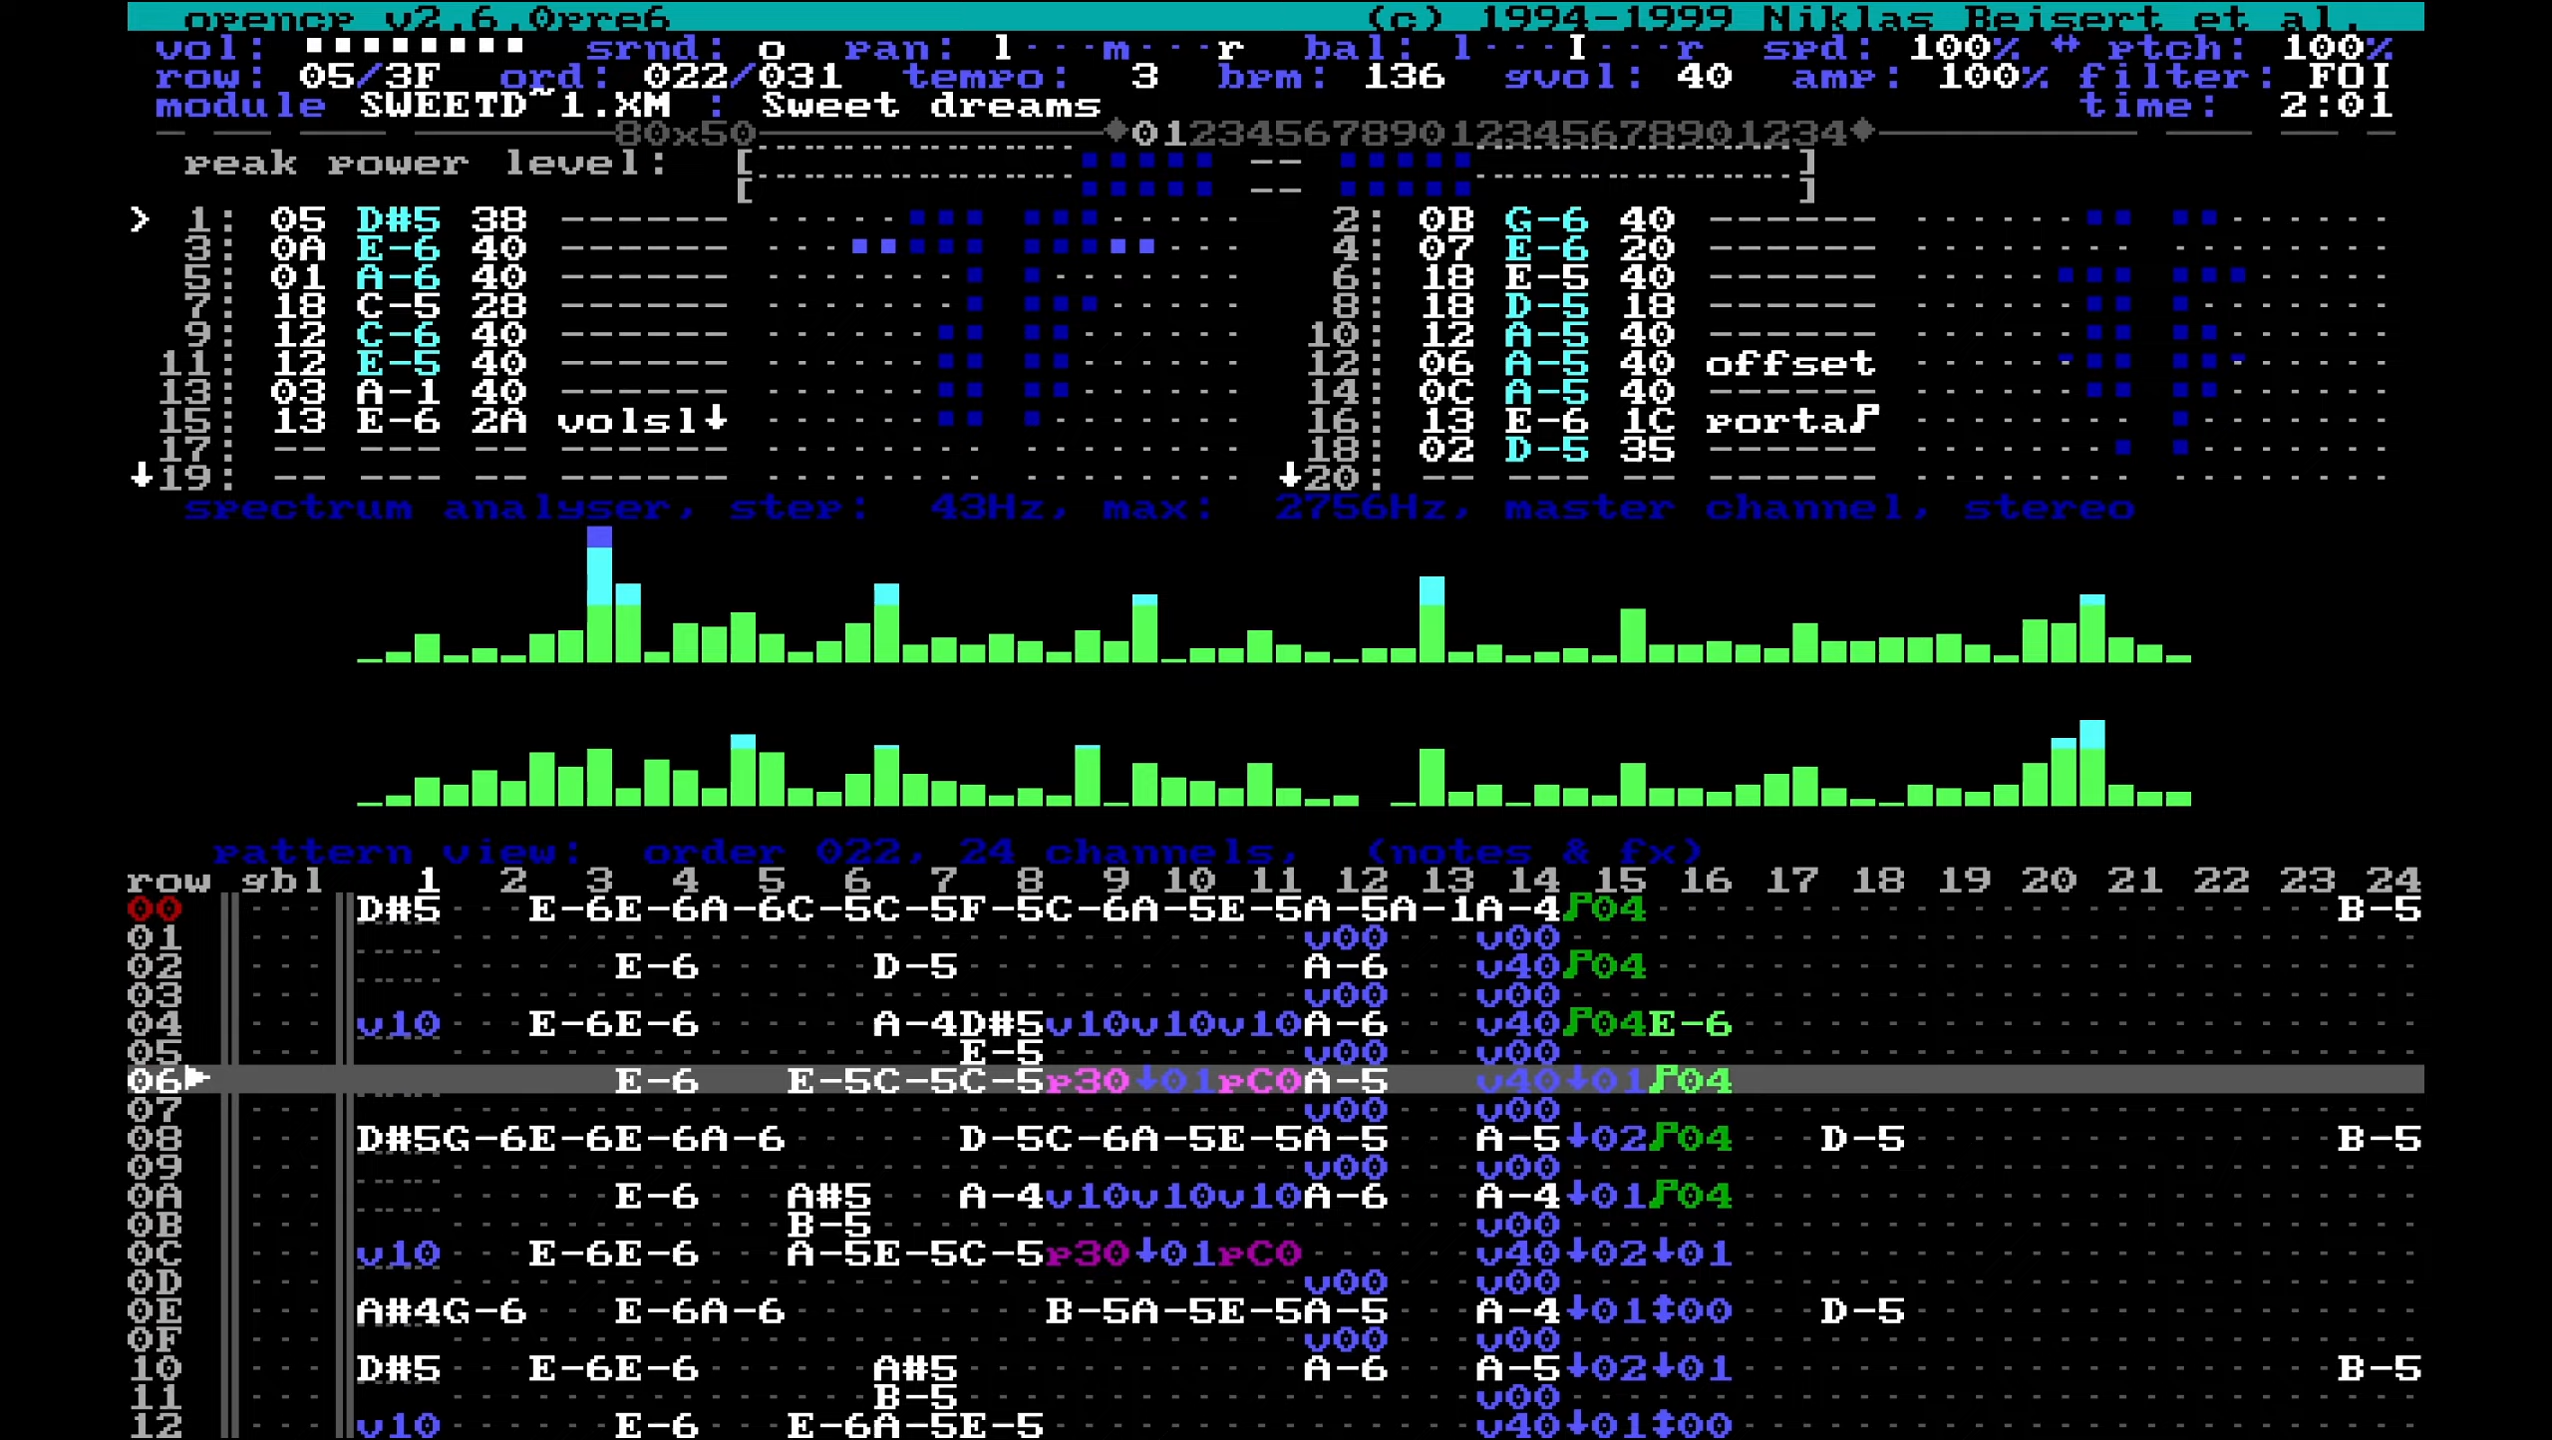 opencp v2.6.0pre6 (c) 1994-1999 Niklas Beisert et al.
vol: ▪▪▪▪▪▪▪▪ srnd: o pan: l···m···r bal: l···I···r spd: 100% ↔ ptch: 100%
row: 05/3F ord: 022/031 tempo: 3 bpm: 136 gvol: 40 amp: 100% filter: FOI
module SWEETD~1.XM : Sweet dreams time: 2:01
80x50 ◆0123456789012345678901234◆
peak power level: [ -- ]
[ -- ]
> 1: 05 D#5 38 ------ 2: 0B G-6 40 ------
3: 0A E-6 40 ------ 4: 07 E-6 20 ------
5: 01 A-6 40 ------ 6: 18 E-5 40 ------
7: 18 C-5 28 ------ 8: 18 D-5 18 ------
9: 12 C-6 40 ------ 10: 12 A-5 40 ------
11: 12 E-5 40 ------ 12: 06 A-5 40 offset
13: 03 A-1 40 ------ 14: 0C A-5 40 ------
15: 13 E-6 2A volsl↓ 16: 13 E-6 1C porta♪
17: -- --- -- ------ 18: 02 D-5 35 ------
↓19: -- --- -- ------ ↓20: -- --- -- ------
spectrum analyser, step: 43Hz, max: 2756Hz, master channel, stereo
pattern view: order 022, 24 channels, (notes & fx)
row gbl 1 2 3 4 5 6 7 8 9 10 11 12 13 14 15 16 17 18 19 20 21 22 23 24
00 D#5 E-6E-6A-6C-5C-5F-5C-6A-5E-5A-5A-1A-4♪04 B-5
01 v00 v00
02 E-6 D-5 A-6 v40♪04
03 v00 v00
04 v10 E-6E-6 A-4D#5v10v10v10A-6 v40♪04E-6
05 E-5 v00 v00
06► E-6 E-5C-5C-5p30↓01pC0A-5 v40↓01♪04
07 v00 v00
08 D#5G-6E-6E-6A-6 D-5C-6A-5E-5A-5 A-5↓02♪04 D-5 B-5
09 v00 v00
0A E-6 A#5 A-4v10v10v10A-6 A-4↓01♪04
0B B-5 v00
0C v10 E-6E-6 A-5E-5C-5p30↓01pC0 v40↓02↓01
0D v00 v00
0E A#4G-6 E-6A-6 B-5A-5E-5A-5 A-4↓01↕00 D-5
0F v00 v00
10 D#5 E-6E-6 A#5 A-6 A-5↓02↓01 B-5
11 B-5 v00
12 v10 E-6 E-6A-5E-5 v40↓01↕00